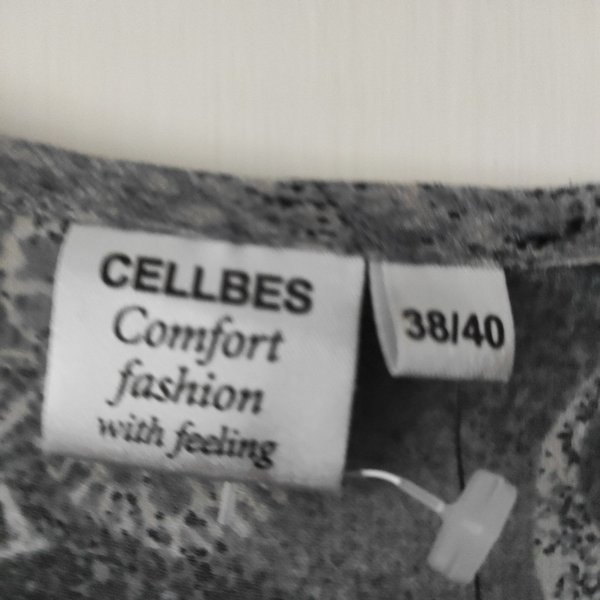 CELLBES
Comfort
fashion
with feeling
38/40